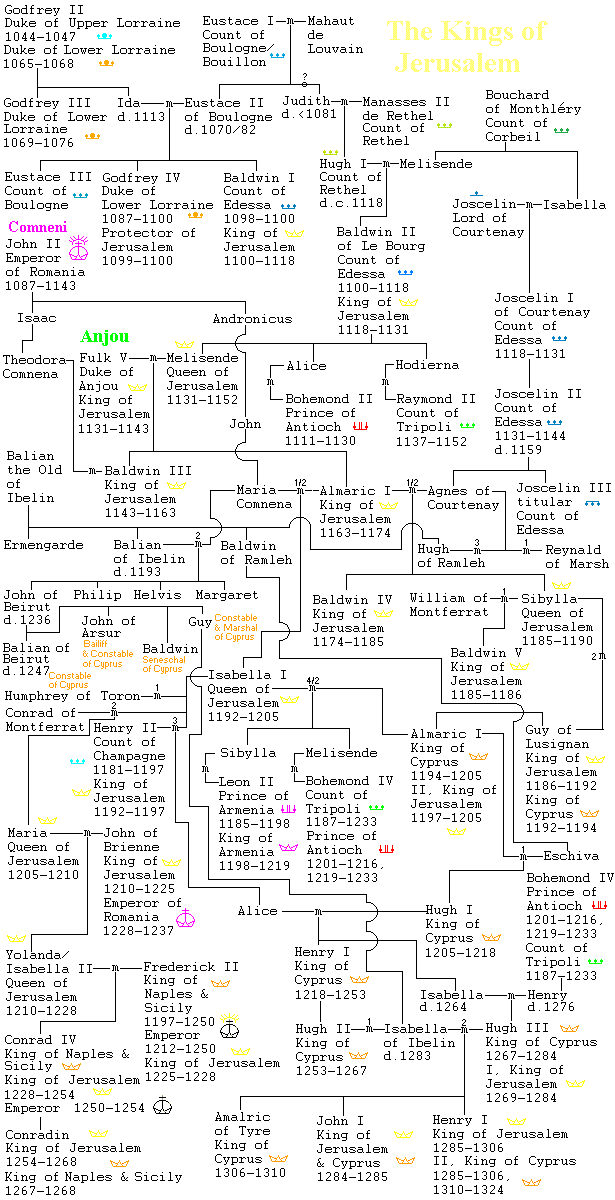 The Kings of
Jerusalem
Godfrey II
Duke of Upper Lorraine
1044-1047
Duke of Lower Lorraine
1065-1068
Eustace I m Mahaut
Count of
Boulogne/
Bouillon
de
Louvain
?
Godfrey III
Duke of Lower
Lorraine
1069-1076
Ida m Eustace II
d.1113
of Boulogne
d.1070/82
Judith m Manasses II
d.<1081
de Rethel
Count of
Rethel
Bouchard
of Monthléry
Count of
Corbeil
Eustace III
Count of
Boulogne
Godfrey IV
Duke of
Lower Lorraine
1087-1100
Protector of
Jerusalem
1099-1100
Baldwin I
Count of
Edessa
1098-1100
King of
Jerusalem
1100-1118
Hugh I m Melisende
Count of
Rethel
d.c.1118
Joscelin m Isabella
Lord of
Courtenay
Comneni
John II
Emperor
of Romania
1087-1143
Baldwin II
of Le Bourg
Count of
Edessa
1100-1118
King of
Jerusalem
1118-1131
Joscelin I
of Courtenay
Count of
Edessa
1118-1131
Isaac
Andronicus
Anjou
Theodora m
Comnena
Fulk V m Melisende
Duke of
Anjou
King of
Jerusalem
1131-1143
Queen of
Jerusalem
1131-1152
Alice
m
Bohemond II
Prince of
Antioch
1111-1130
Hodierna
m
Raymond II
Count of
Tripoli
1137-1152
Joscelin II
Count of
Edessa
1131-1144
d.1159
John
Balian
the Old
of
Ibelin
m Baldwin III
King of
Jerusalem
1143-1163
Maria m Almaric I m Agnes of
Comnena
1/2
King of
Jerusalem
1163-1174
1/2
Courtenay
Joscelin III
titular
Count of
Edessa
Ermengarde
Balian m
of Ibelin
d.1193
2
Baldwin
of Ramleh
Hugh m m Reynald
of Ramleh
3
1
of Marsh
John of
Beirut
d.1236
Philip
Helvis
Margaret
Baldwin IV
King of
Jerusalem
1174-1185
William of m Sibylla
Montferrat
1
Queen of
Jerusalem
1185-1190
Balian of
Beirut
d.1247
Constable
of Cyprus
John of
Arsur
Bailiff
& Constable
of Cyprus
Baldwin
Seneschal
of Cyprus
Guy
Constable
& Marshal
of Cyprus
Baldwin V
King of
Jerusalem
1185-1186
2 m
Humphrey of Toron m
1
Isabella I
Queen of m
Jerusalem
1192-1205
4/2
Conrad of m
Montferrat
2
Henry II m
3
Count of
Champagne
1181-1197
King of
Jerusalem
1192-1197
Sibylla
m
Leon II
Prince of
Armenia
1185-1198
King of
Armenia
1198-1219
Melisende
m
Bohemond IV
Count of
Tripoli
1187-1233
Prince of
Antioch
1201-1216,
1219-1233
Almaric I
King of
Cyprus
1194-1205
II, King of
Jerusalem
1197-1205
Guy of
Lusignan
King of
Jerusalem
1186-1192
King of
Cyprus
1192-1194
Maria m John of
Queen of
Jerusalem
1205-1210
Brienne
King of
Jerusalem
1210-1225
Emperor of
Romania
1228-1237
m Eschiva
1
Bohemond IV
Prince of
Antioch
1201-1216,
1219-1233
Count of
Tripoli
1187-1233
Alice m Hugh I
King of
Cyprus
1205-1218
Yolanda/
Isabella II m Frederick II
Queen of
Jerusalem
1210-1228
King of
Naples &
Sicily
1197-1250
Emperor
1212-1250
King of Jerusalem
1225-1228
Henry I
King of
Cyprus
1218-1253
Isabella m Henry
d.1264
d.1276
Conrad IV
King of Naples &
Sicily
King of Jerusalem
1228-1254
Emperor 1250-1254
Hugh II m Isabella m Hugh III
King of
Cyprus
1253-1267
1
of Ibelin
d.1283
2
King of Cyprus
1267-1284
I, King of
Jerusalem
1269-1284
Conradin
King of Jerusalem
1254-1268
King of Naples & Sicily
1267-1268
Amalric
of Tyre
King of
Cyprus
1306-1310
John I
King of
Jerusalem
& Cyprus
1284-1285
Henry I
King of Jerusalem
1285-1306
II, King of Cyprus
1285-1306,
1310-1324